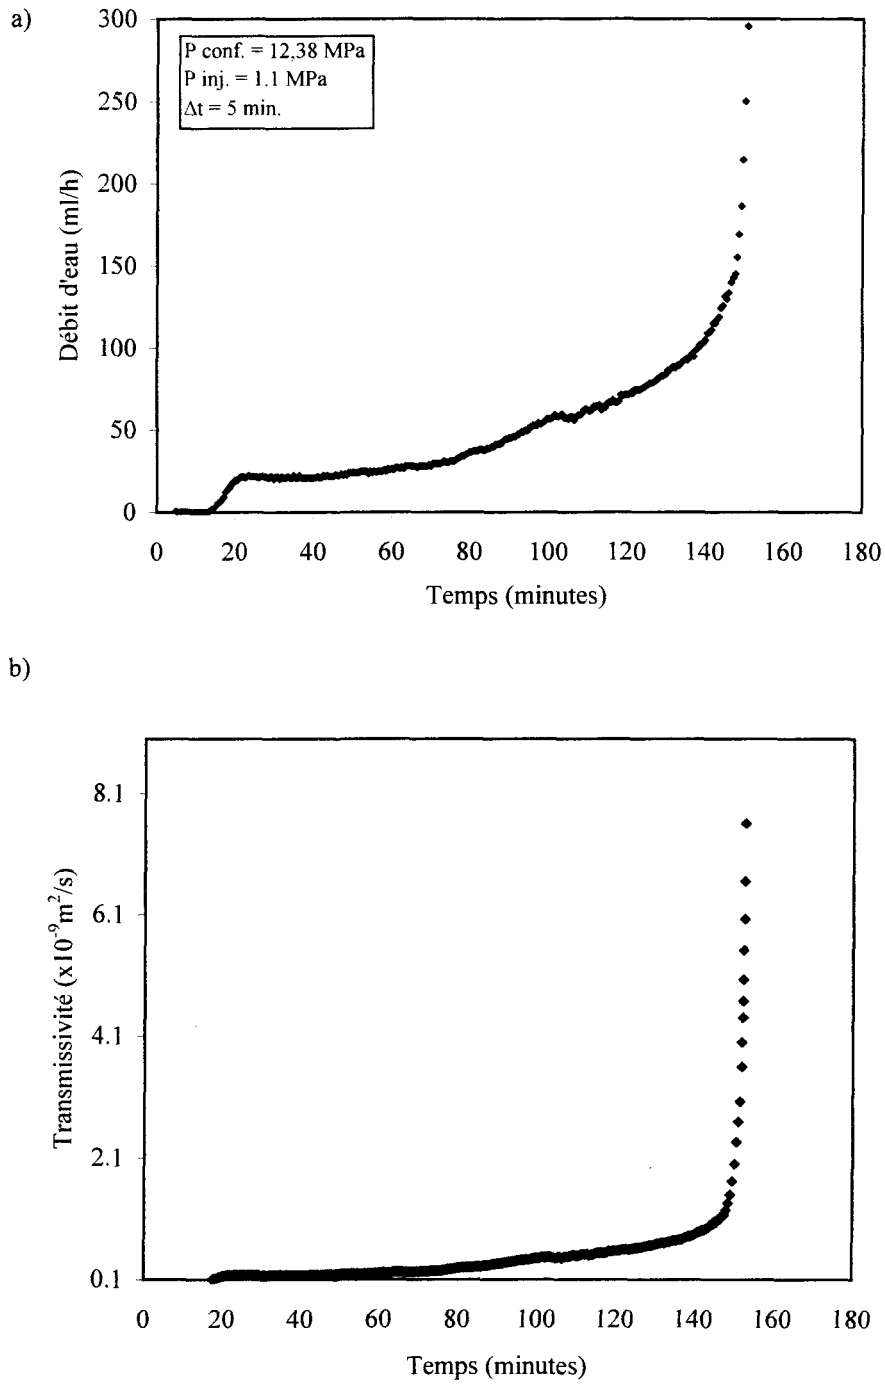 a)
300
250
200
150
100
50
0
Débit d'eau (ml/h)
P conf. = 12,38 MPa
P inj. = 1.1 MPa
Δt = 5 min.
0 20 40 60 80 100 120 140 160 180
Temps (minutes)
b)
8.1
6.1
4.1
2.1
0.1
Transmissivité (x10⁻⁹m²/s)
0 20 40 60 80 100 120 140 160 180
Temps (minutes)